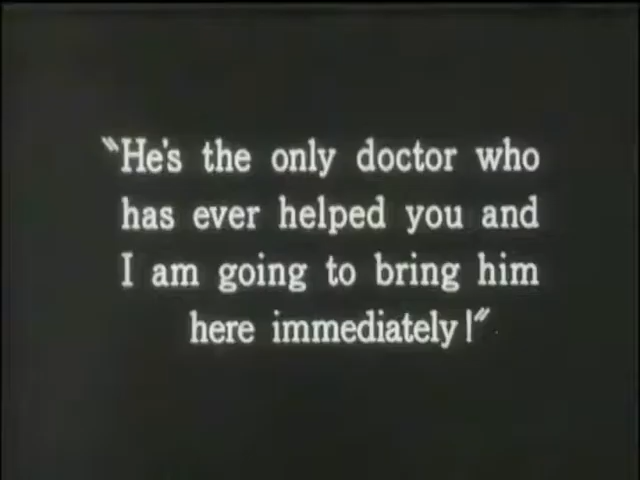 "He's the only doctor who
has ever helped you and
I am going to bring him
here immediately!"